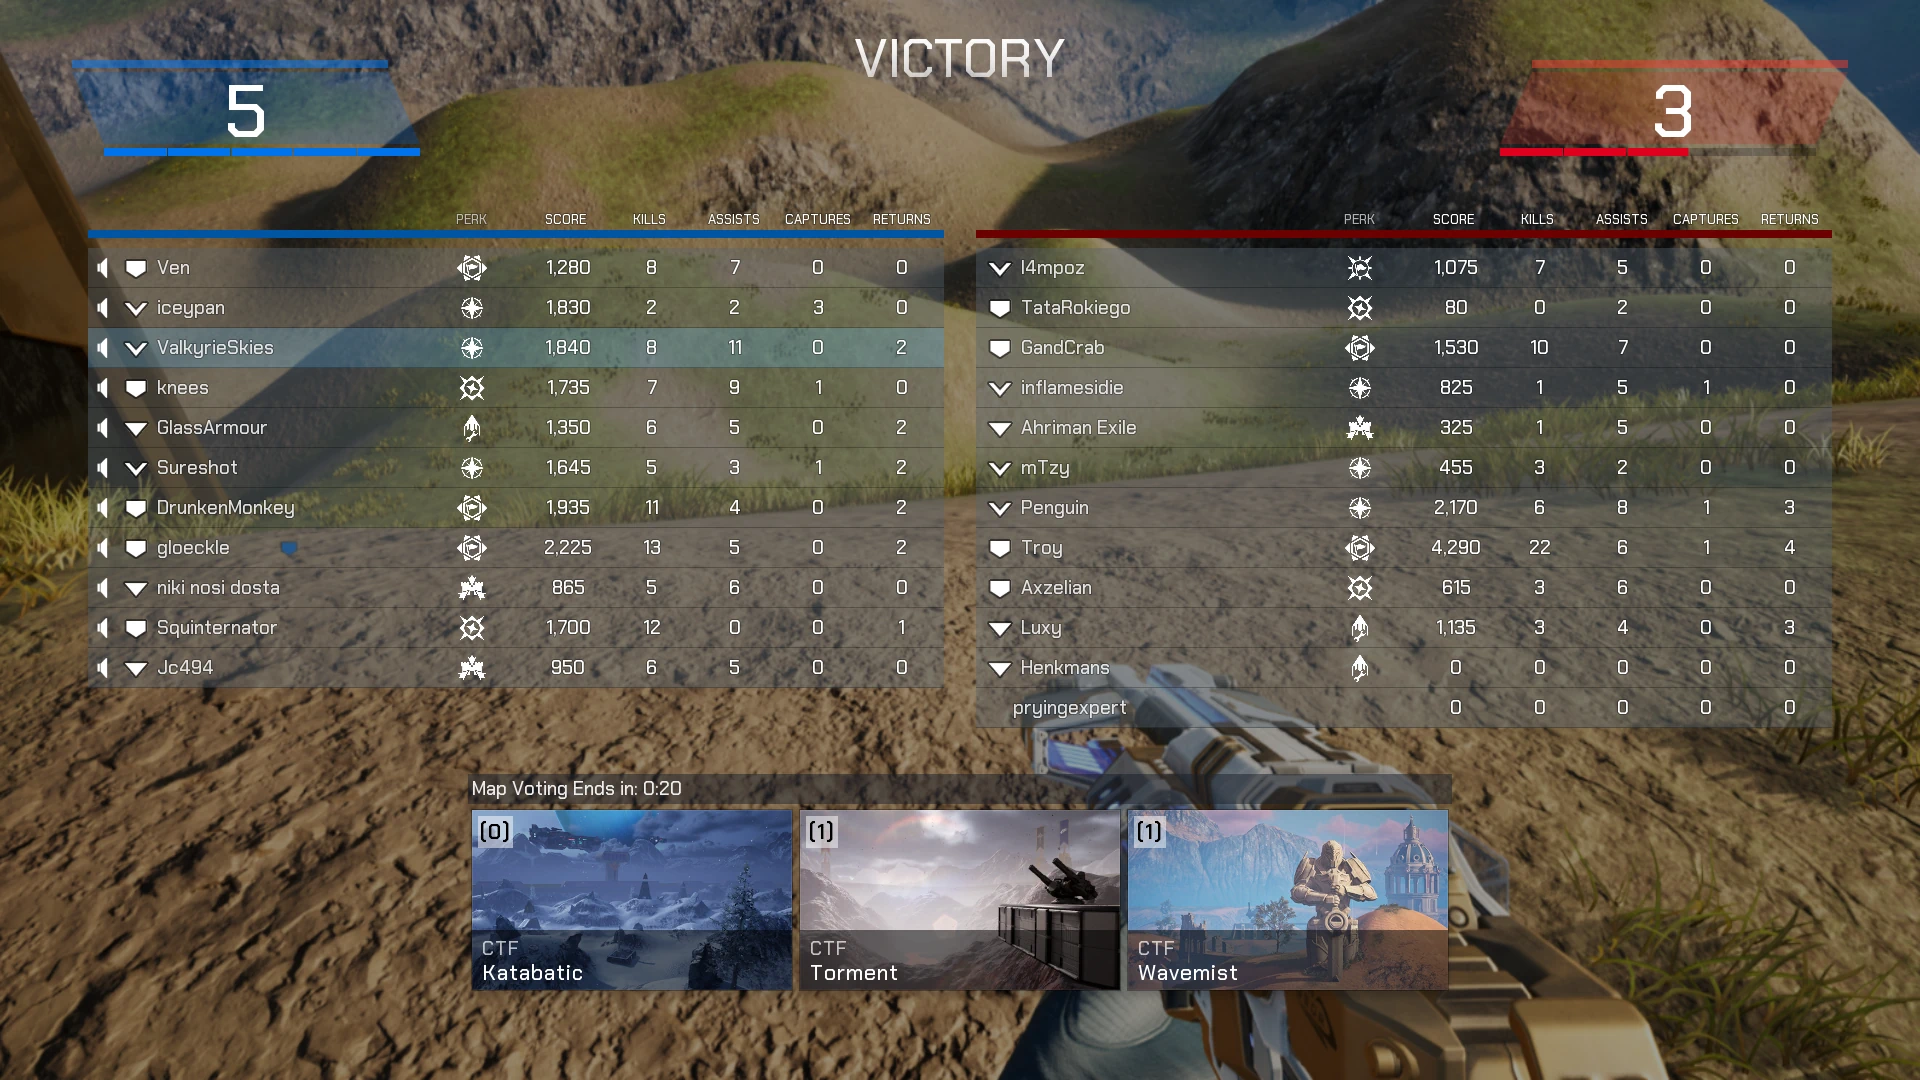 VICTORY
5
3
PERK SCORE KILLS ASSISTS CAPTURES RETURNS
Ven 1,280 8 7 0 0
iceypan 1,830 2 2 3 0
ValkyrieSkies 1,840 8 11 0 2
knees 1,735 7 9 1 0
GlassArmour 1,350 6 5 0 2
Sureshot 1,645 5 3 1 2
DrunkenMonkey 1,935 11 4 0 2
gloeckle 2,225 13 5 0 2
niki nosi dosta 865 5 6 0 0
Squinternator 1,700 12 0 0 1
Jc494 950 6 5 0 0
PERK SCORE KILLS ASSISTS CAPTURES RETURNS
l4mpoz 1,075 7 5 0 0
TataRokiego 80 0 2 0 0
GandCrab 1,530 10 7 0 0
inflamesidie 825 1 5 1 0
Ahriman Exile 325 1 5 0 0
mTzy 455 3 2 0 0
Penguin 2,170 6 8 1 3
Troy 4,290 22 6 1 4
Axzelian 615 3 6 0 0
Luxy 1,135 3 4 0 3
Henkmans 0 0 0 0 0
pryingexpert 0 0 0 0 0
Map Voting Ends in: 0:20
(0)
CTF
Katabatic
(1)
CTF
Torment
(1)
CTF
Wavemist